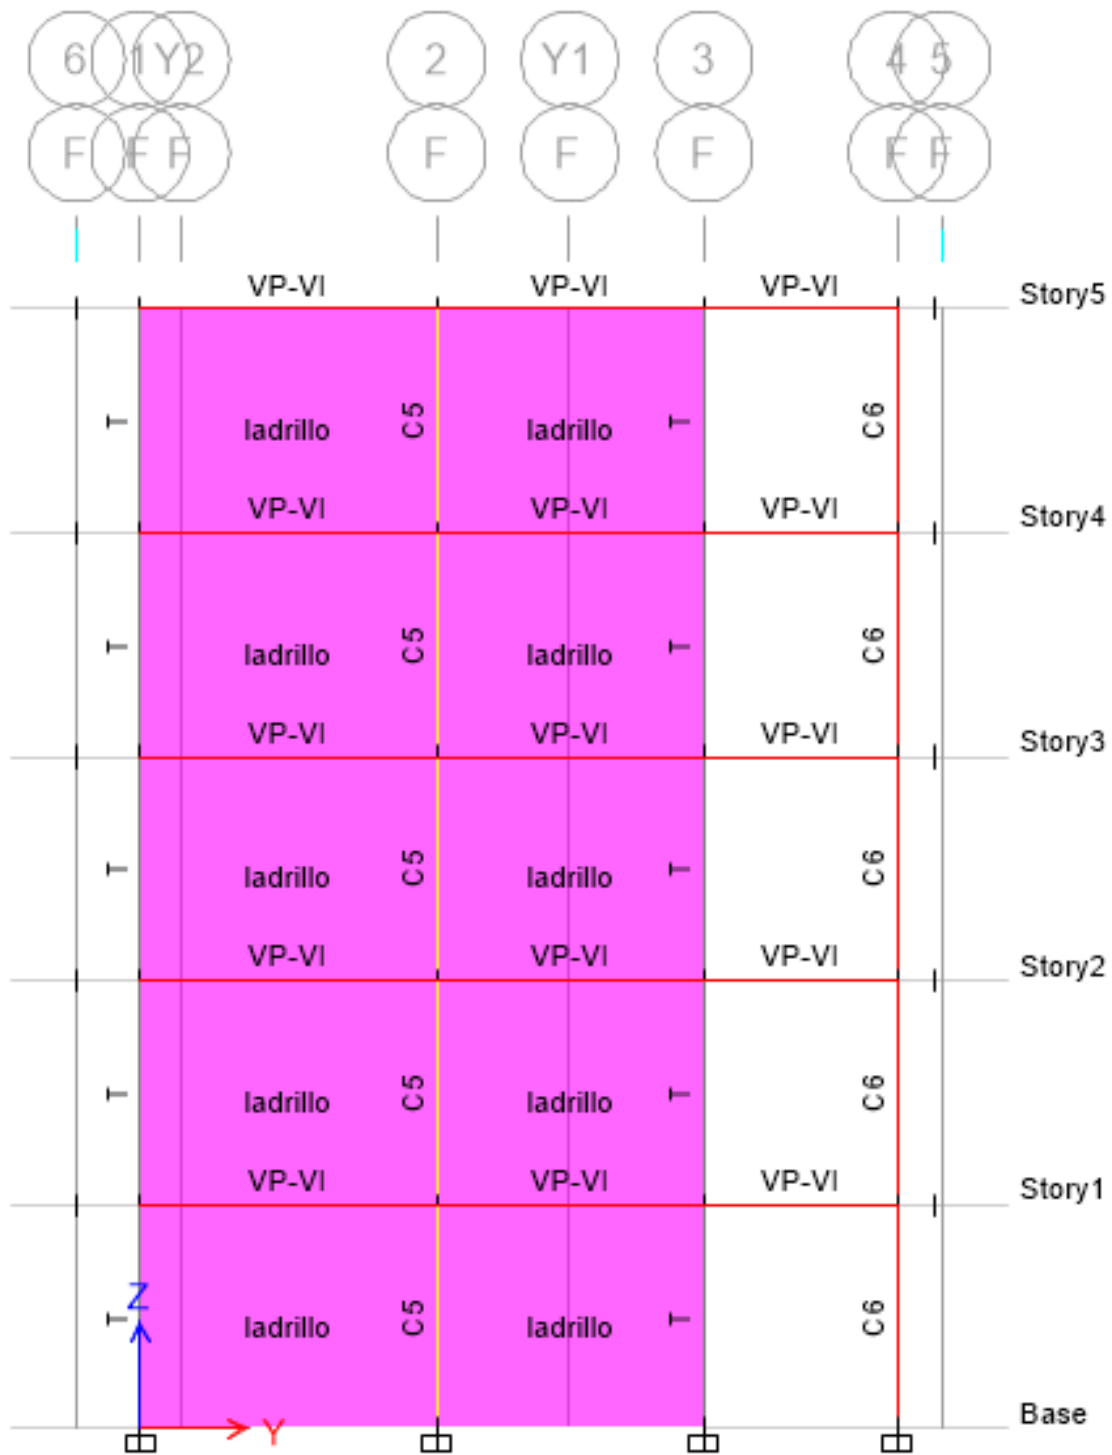 6 1 Y2 2 Y1 3 4 5
F F F F F F F F
VP-VI VP-VI VP-VI Story5
T ladrillo C5 ladrillo T C6
VP-VI VP-VI VP-VI Story4
T ladrillo C5 ladrillo T C6
VP-VI VP-VI VP-VI Story3
T ladrillo C5 ladrillo T C6
VP-VI VP-VI VP-VI Story2
T ladrillo C5 ladrillo T C6
VP-VI VP-VI VP-VI Story1
Z
T ladrillo C5 ladrillo T C6
Base
Y